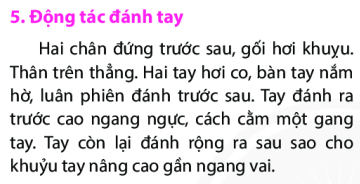 5. Động tác đánh tay
Hai chân đứng trước sau, gối hơi khuỵu.
Thân trên thẳng. Hai tay hơi co, bàn tay nắm
hờ, luân phiên đánh trước sau. Tay đánh ra
trước cao ngang ngực, cách cằm một gang
tay. Tay còn lại đánh rộng ra sau sao cho
khuỷu tay nâng cao gần ngang vai.